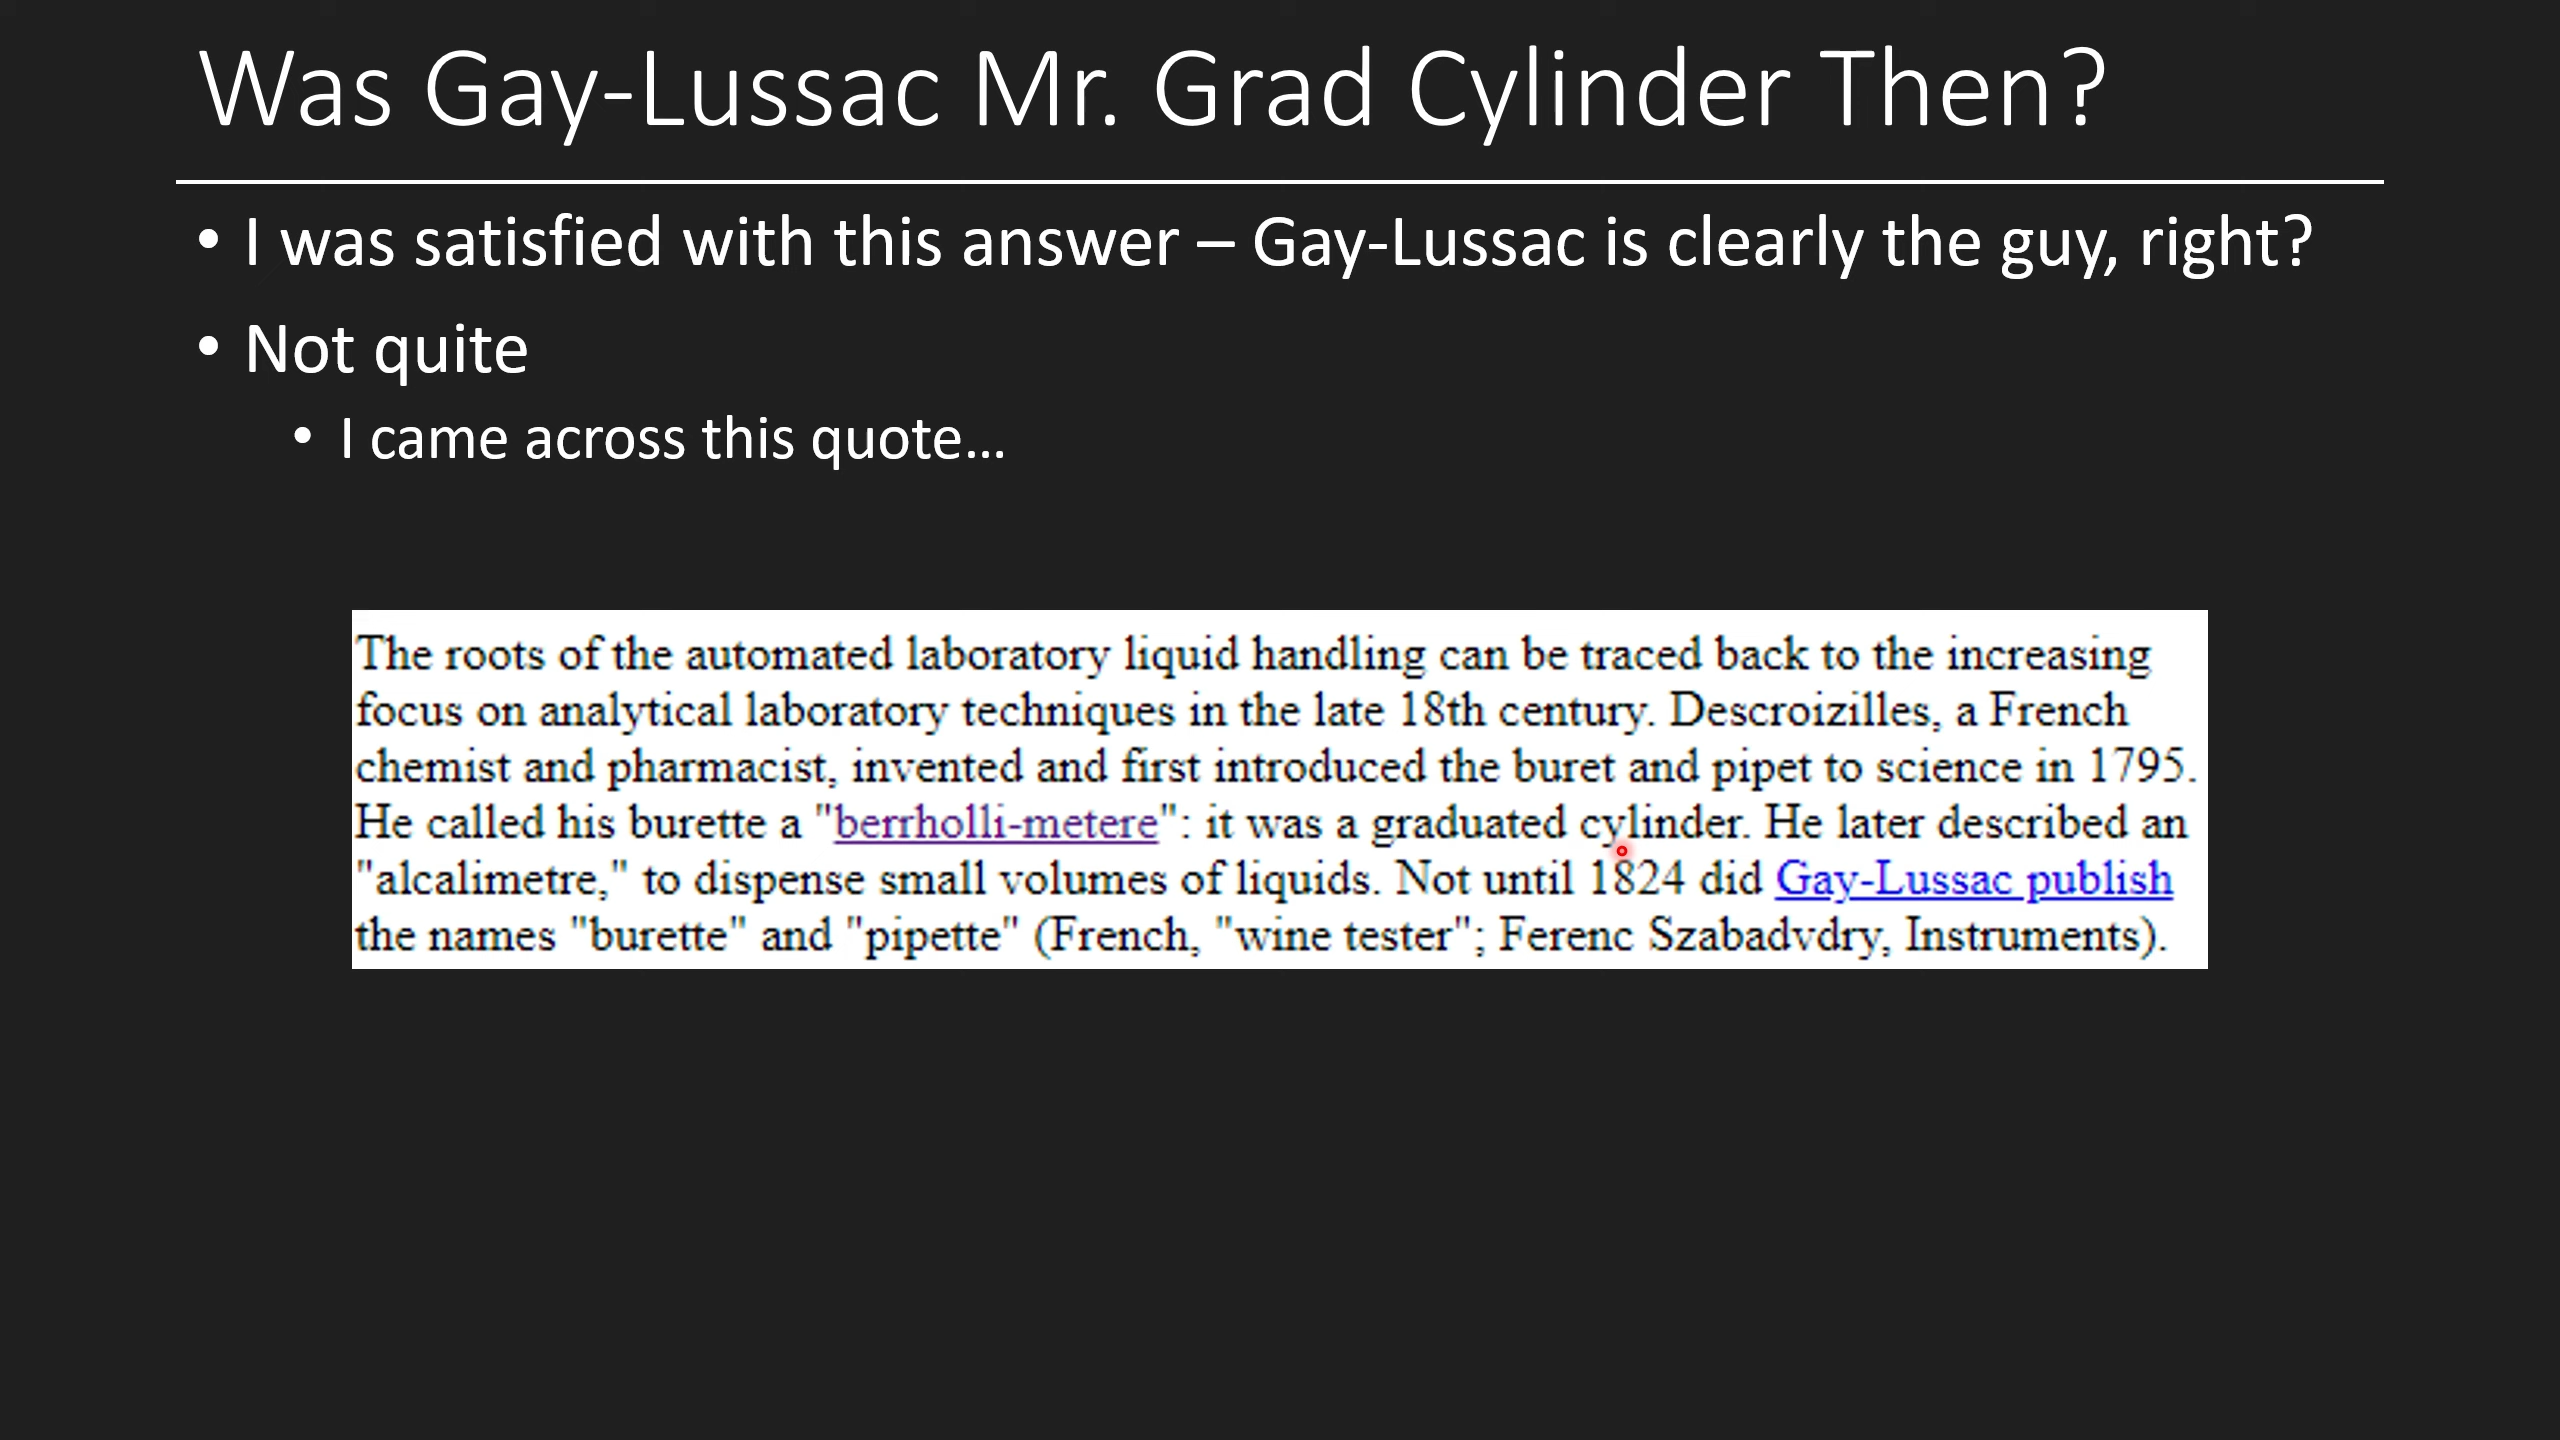 Was Gay-Lussac Mr. Grad Cylinder Then?
• I was satisfied with this answer – Gay-Lussac is clearly the guy, right?
• Not quite
• I came across this quote…
The roots of the automated laboratory liquid handling can be traced back to the increasing
focus on analytical laboratory techniques in the late 18th century. Descroizilles, a French
chemist and pharmacist, invented and first introduced the buret and pipet to science in 1795.
He called his burette a "berrholli-metere": it was a graduated cylinder. He later described an
"alcalimetre," to dispense small volumes of liquids. Not until 1824 did Gay-Lussac publish
the names "burette" and "pipette" (French, "wine tester"; Ferenc Szabadvdry, Instruments).